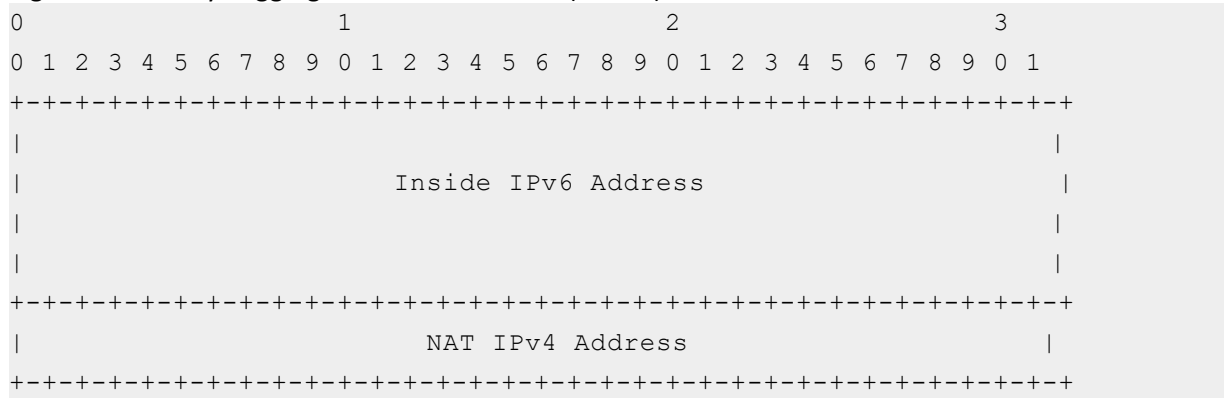 0                   1                   2                   3
0 1 2 3 4 5 6 7 8 9 0 1 2 3 4 5 6 7 8 9 0 1 2 3 4 5 6 7 8 9 0 1
+-+-+-+-+-+-+-+-+-+-+-+-+-+-+-+-+-+-+-+-+-+-+-+-+-+-+-+-+-+-+-+-+
|                                                               |
|                       Inside IPv6 Address                      |
|                                                               |
|                                                               |
+-+-+-+-+-+-+-+-+-+-+-+-+-+-+-+-+-+-+-+-+-+-+-+-+-+-+-+-+-+-+-+-+
|                         NAT IPv4 Address                     |
+-+-+-+-+-+-+-+-+-+-+-+-+-+-+-+-+-+-+-+-+-+-+-+-+-+-+-+-+-+-+-+-+